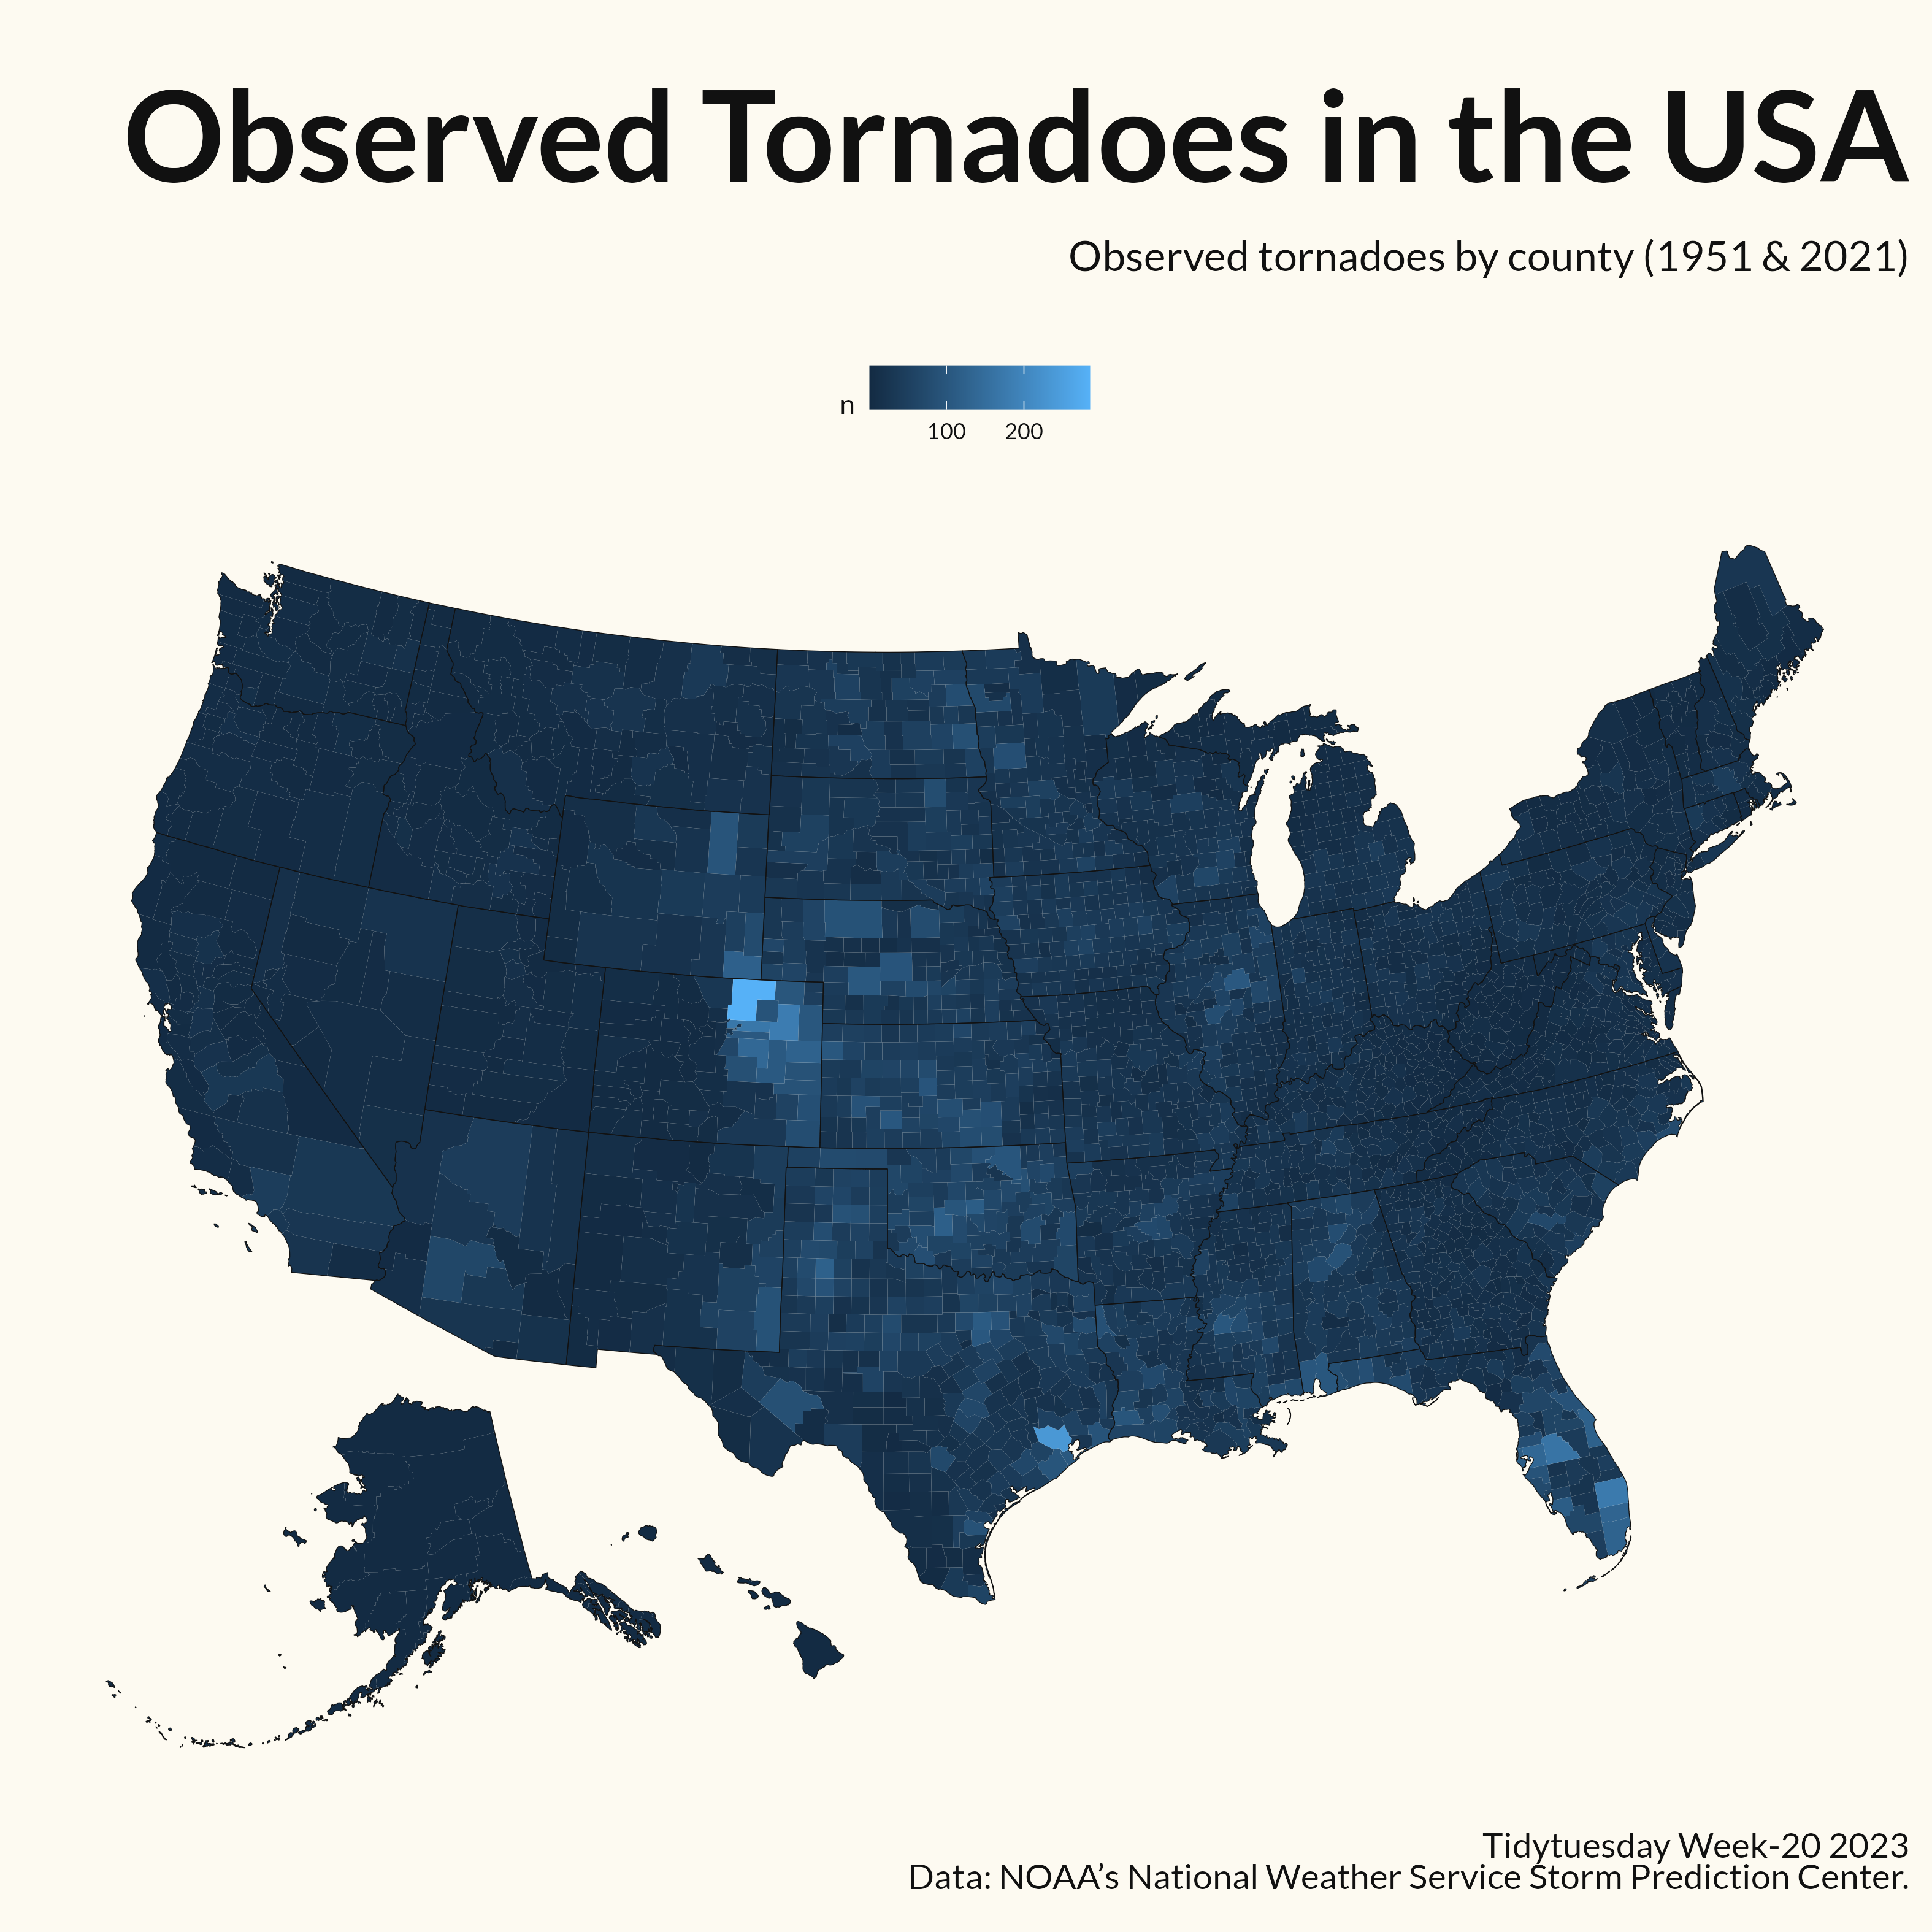 Observed Tornadoes in the USA
Observed tornadoes by county (1951 & 2021)
n
100 200
Tidytuesday Week-20 2023
Data: NOAA’s National Weather Service Storm Prediction Center.